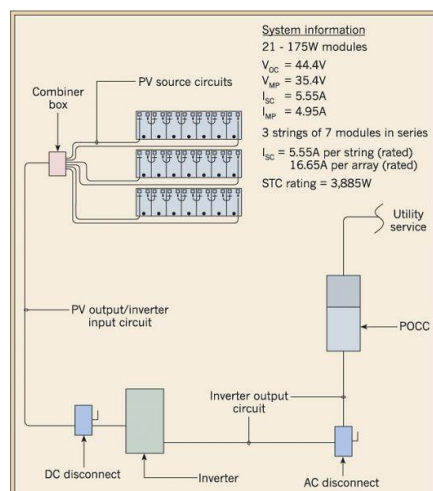 System information
21 - 175W modules
VOC = 44.4V
VMP = 35.4V
ISC = 5.55A
IMP = 4.95A
3 strings of 7 modules in series
ISC = 5.55A per string (rated)
16.65A per array (rated)
STC rating = 3,885W
PV source circuits
Combiner
box
Utility
service
PV output/inverter
input circuit
POCC
Inverter output
circuit
DC disconnect
Inverter
AC disconnect